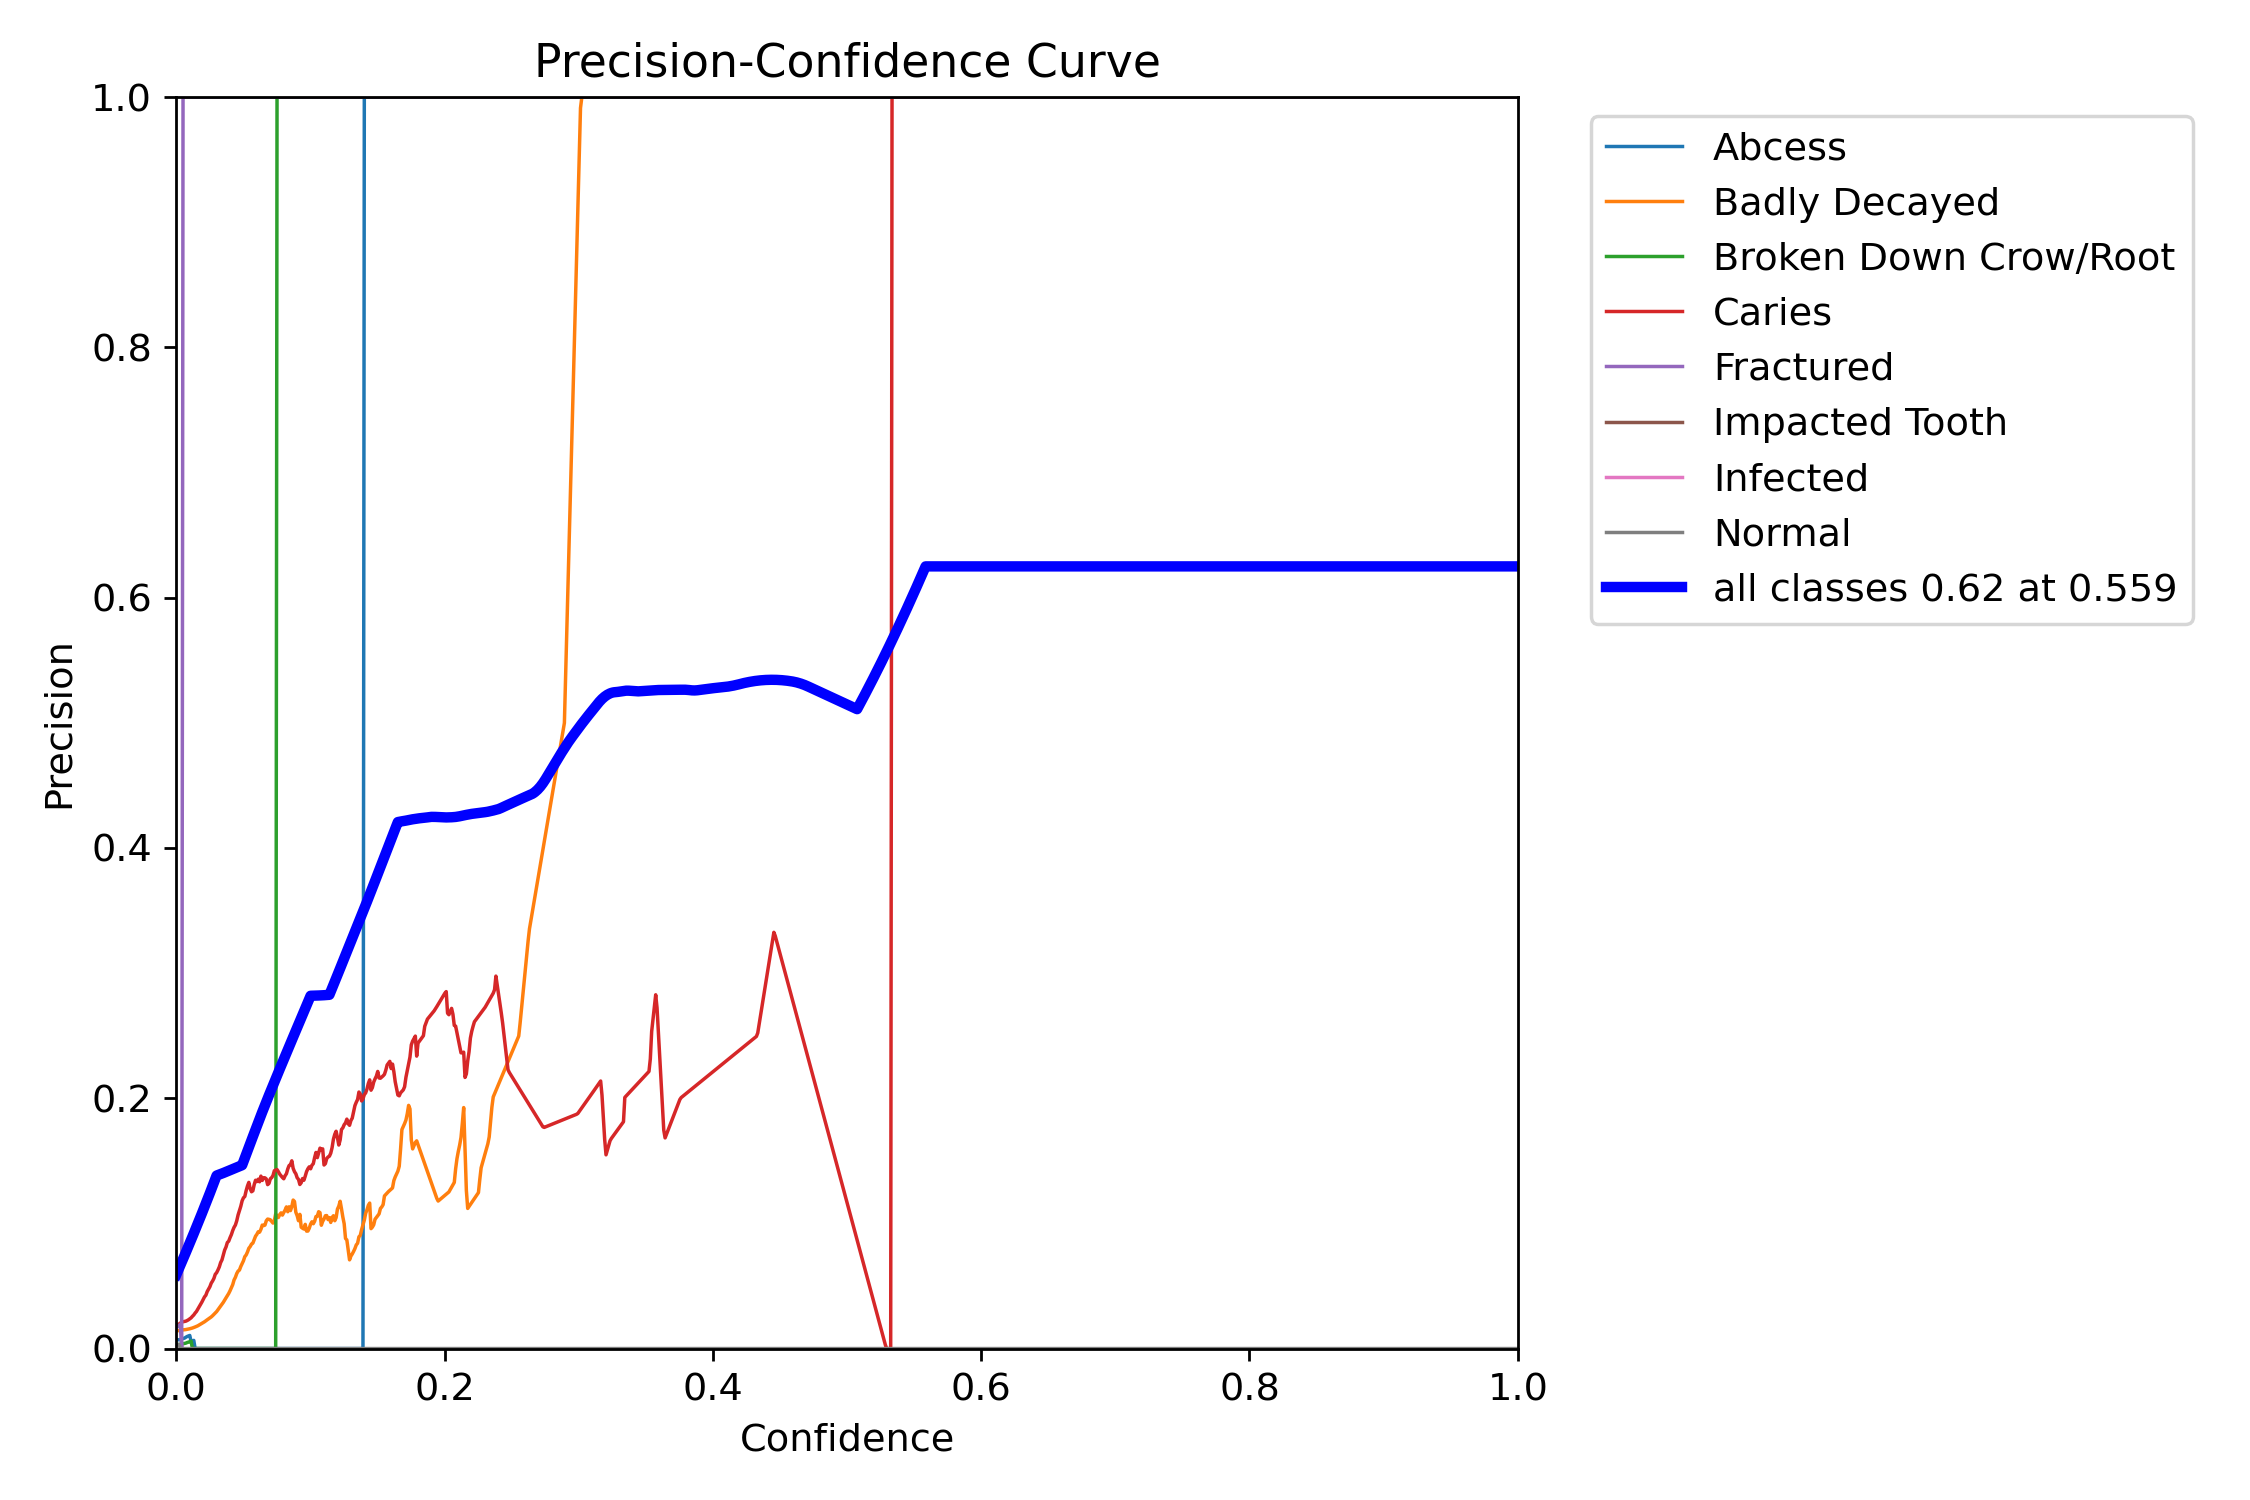 Precision-Confidence Curve
1.0
0.8
0.6
0.4
0.2
0.0
Precision
0.0 0.2 0.4 0.6 0.8 1.0
Confidence
Abcess
Badly Decayed
Broken Down Crow/Root
Caries
Fractured
Impacted Tooth
Infected
Normal
all classes 0.62 at 0.559